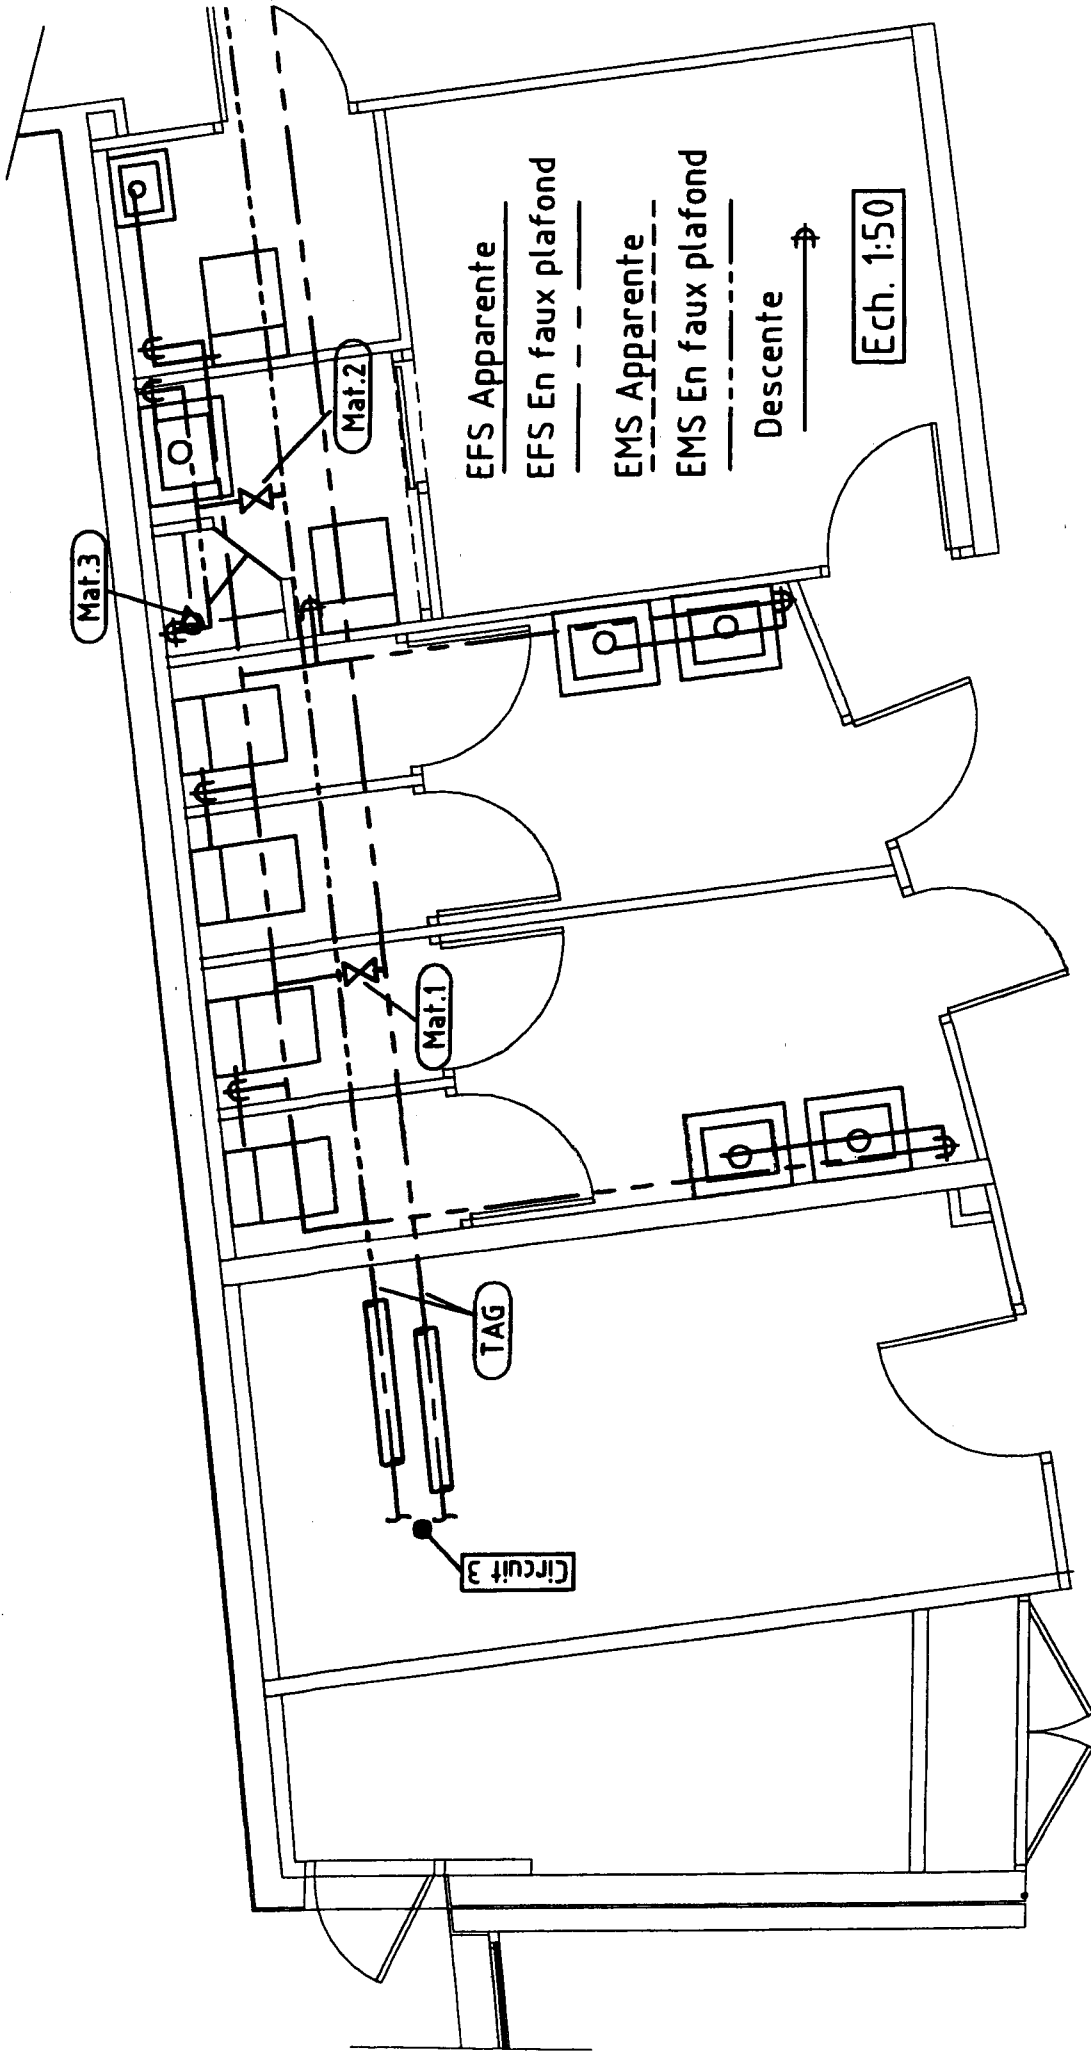 Mat.3
Mat.2
Mat.1
TAG
Circuit 3
EFS Apparente
EFS En faux plafond
EMS Apparente
EMS En faux plafond
Descente
Ech. 1:50